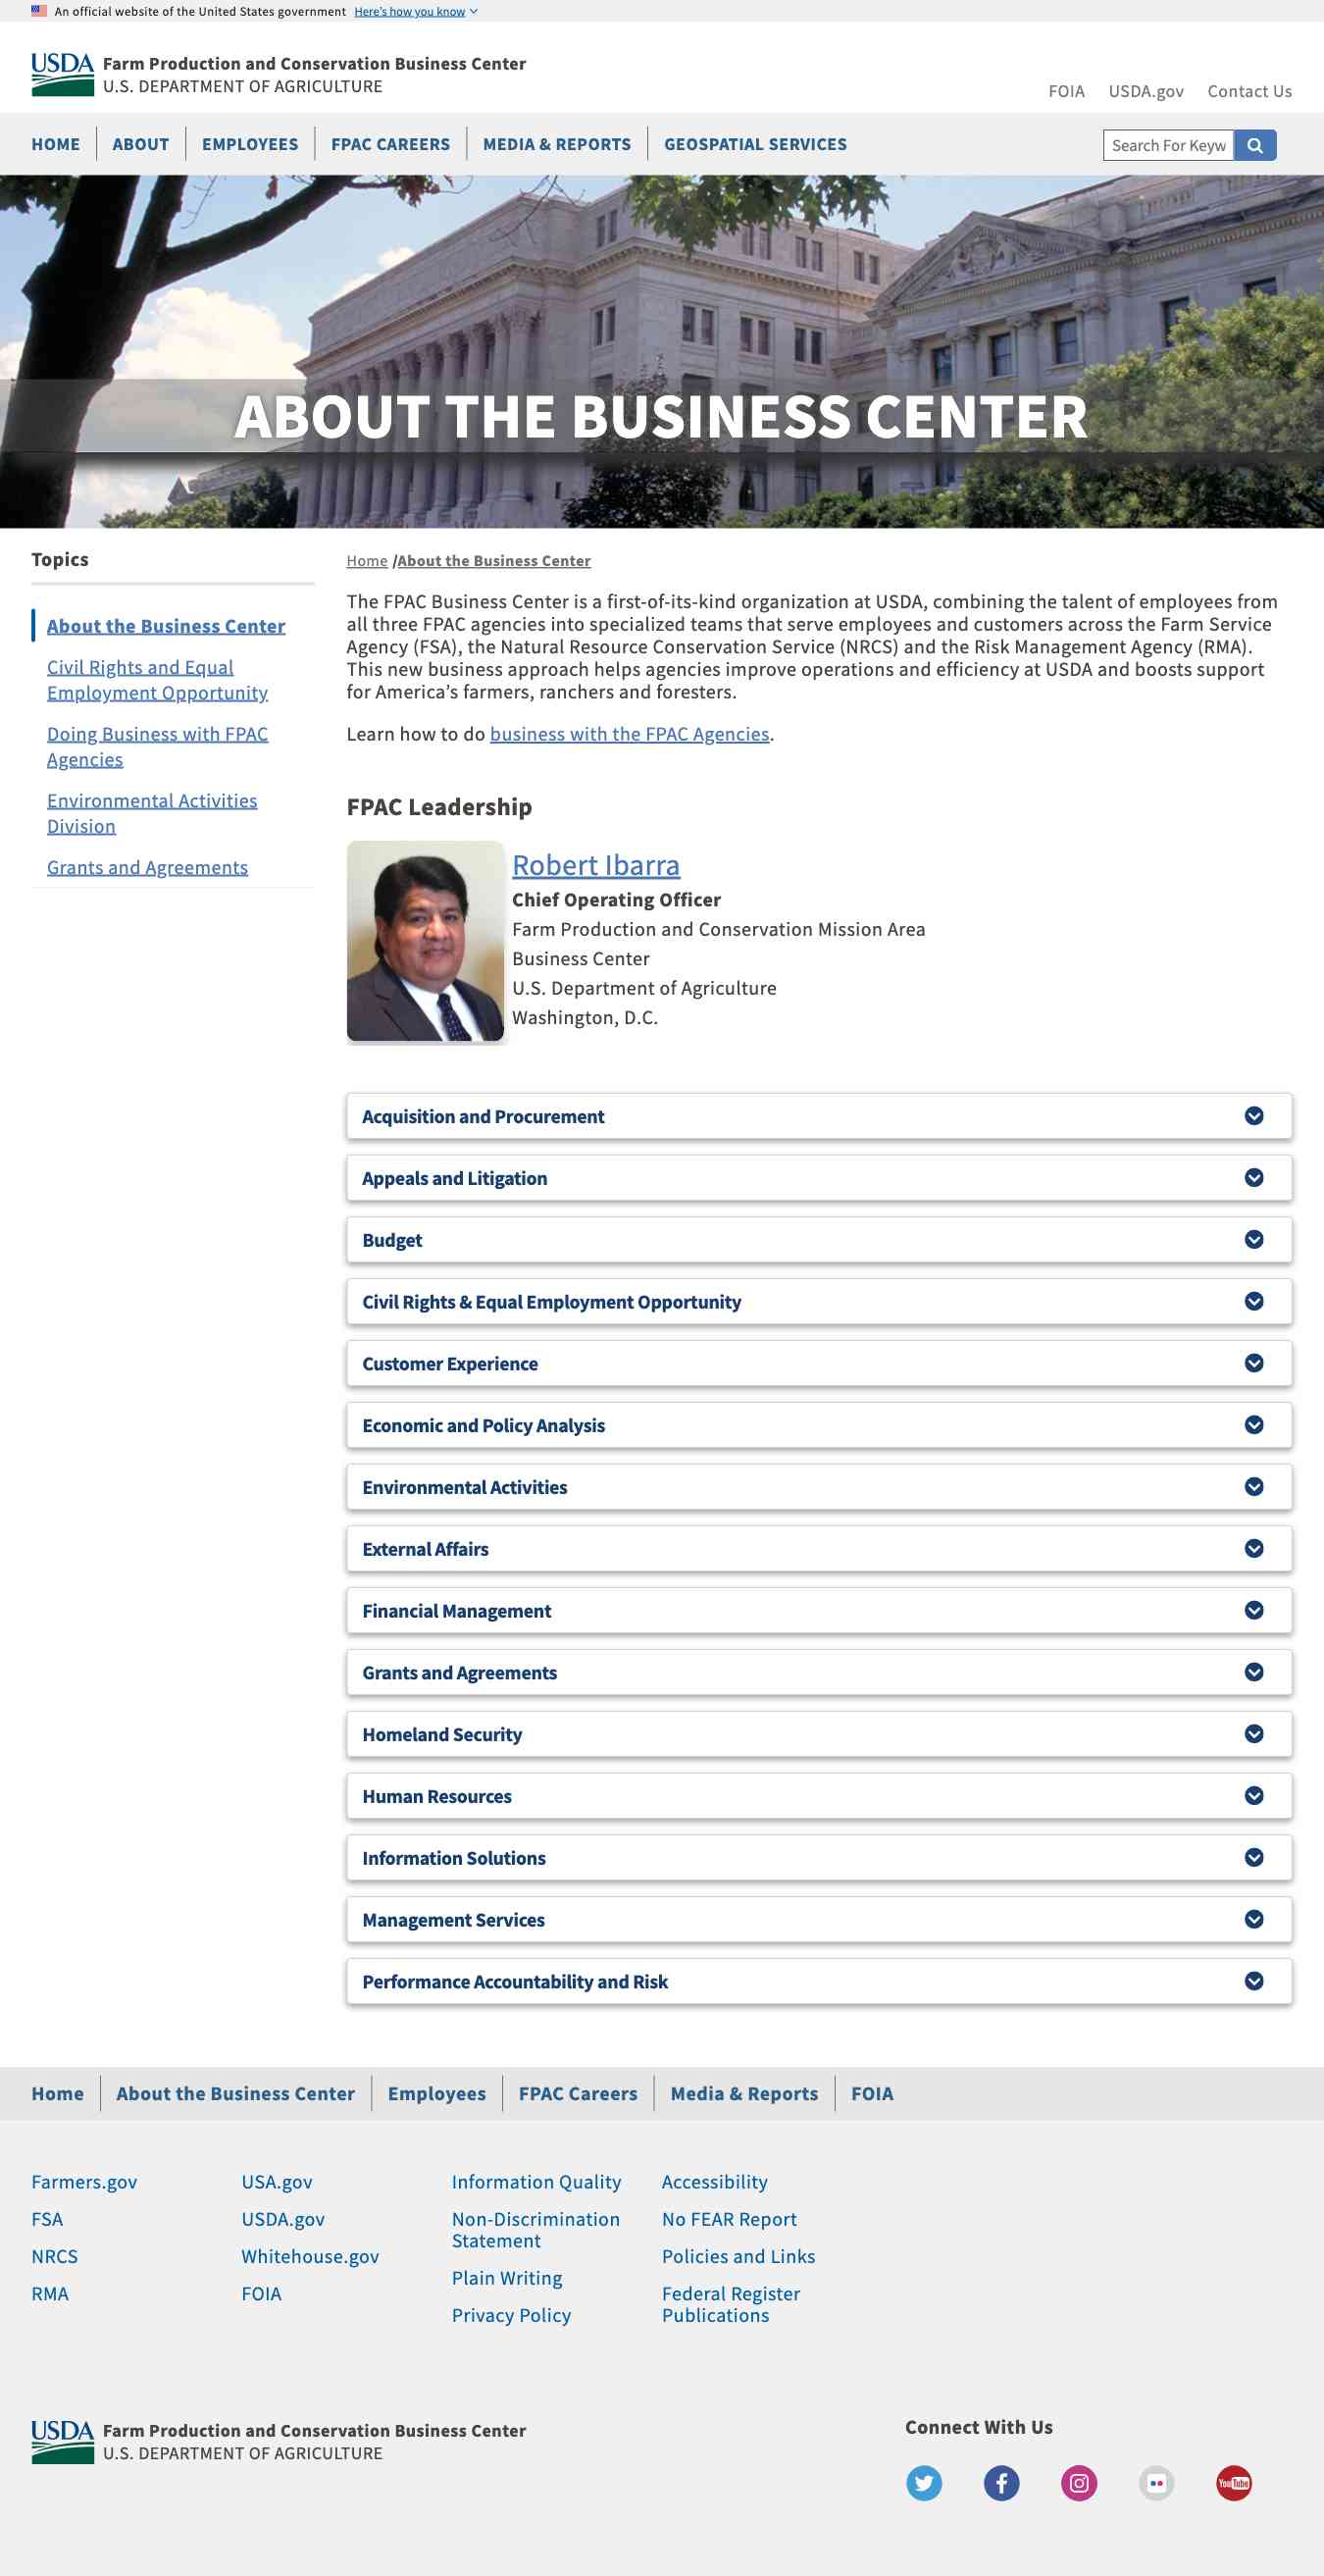 An official website of the United States government Here's how you know
USDA Farm Production and Conservation Business Center
U.S. DEPARTMENT OF AGRICULTURE
FOIA USDA.gov Contact Us
HOME ABOUT EMPLOYEES FPAC CAREERS MEDIA & REPORTS GEOSPATIAL SERVICES Search For Keyw
ABOUT THE BUSINESS CENTER
Topics
About the Business Center
Civil Rights and Equal
Employment Opportunity
Doing Business with FPAC
Agencies
Environmental Activities
Division
Grants and Agreements
Home /About the Business Center
The FPAC Business Center is a first-of-its-kind organization at USDA, combining the talent of employees from
all three FPAC agencies into specialized teams that serve employees and customers across the Farm Service
Agency (FSA), the Natural Resource Conservation Service (NRCS) and the Risk Management Agency (RMA).
This new business approach helps agencies improve operations and efficiency at USDA and boosts support
for America's farmers, ranchers and foresters.
Learn how to do business with the FPAC Agencies.
FPAC Leadership
Robert Ibarra
Chief Operating Officer
Farm Production and Conservation Mission Area
Business Center
U.S. Department of Agriculture
Washington, D.C.
Acquisition and Procurement
Appeals and Litigation
Budget
Civil Rights & Equal Employment Opportunity
Customer Experience
Economic and Policy Analysis
Environmental Activities
External Affairs
Financial Management
Grants and Agreements
Homeland Security
Human Resources
Information Solutions
Management Services
Performance Accountability and Risk
Home About the Business Center Employees FPAC Careers Media & Reports FOIA
Farmers.gov
FSA
NRCS
RMA
USA.gov
USDA.gov
Whitehouse.gov
FOIA
Information Quality
Non-Discrimination
Statement
Plain Writing
Privacy Policy
Accessibility
No FEAR Report
Policies and Links
Federal Register
Publications
USDA Farm Production and Conservation Business Center
U.S. DEPARTMENT OF AGRICULTURE
Connect With Us
YouTube